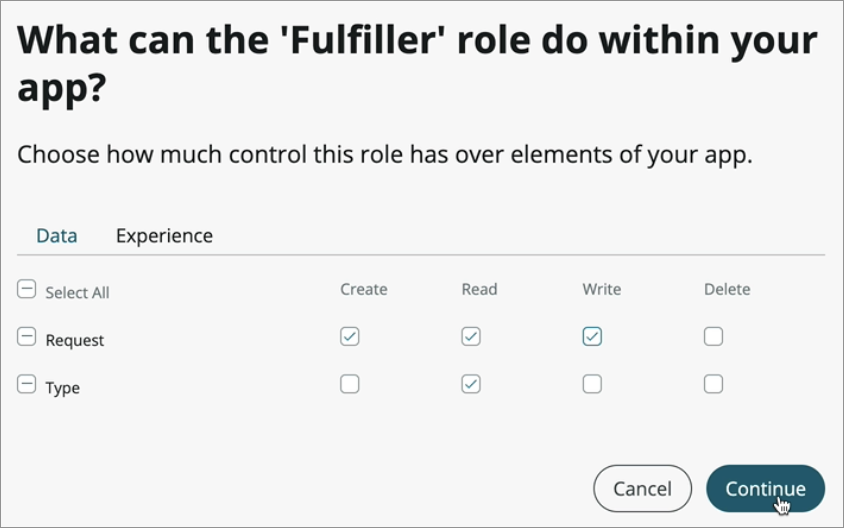 What can the 'Fulfiller' role do within your
app?
Choose how much control this role has over elements of your app.
Data Experience
Select All Create Read Write Delete
Request
Type
Cancel Continue